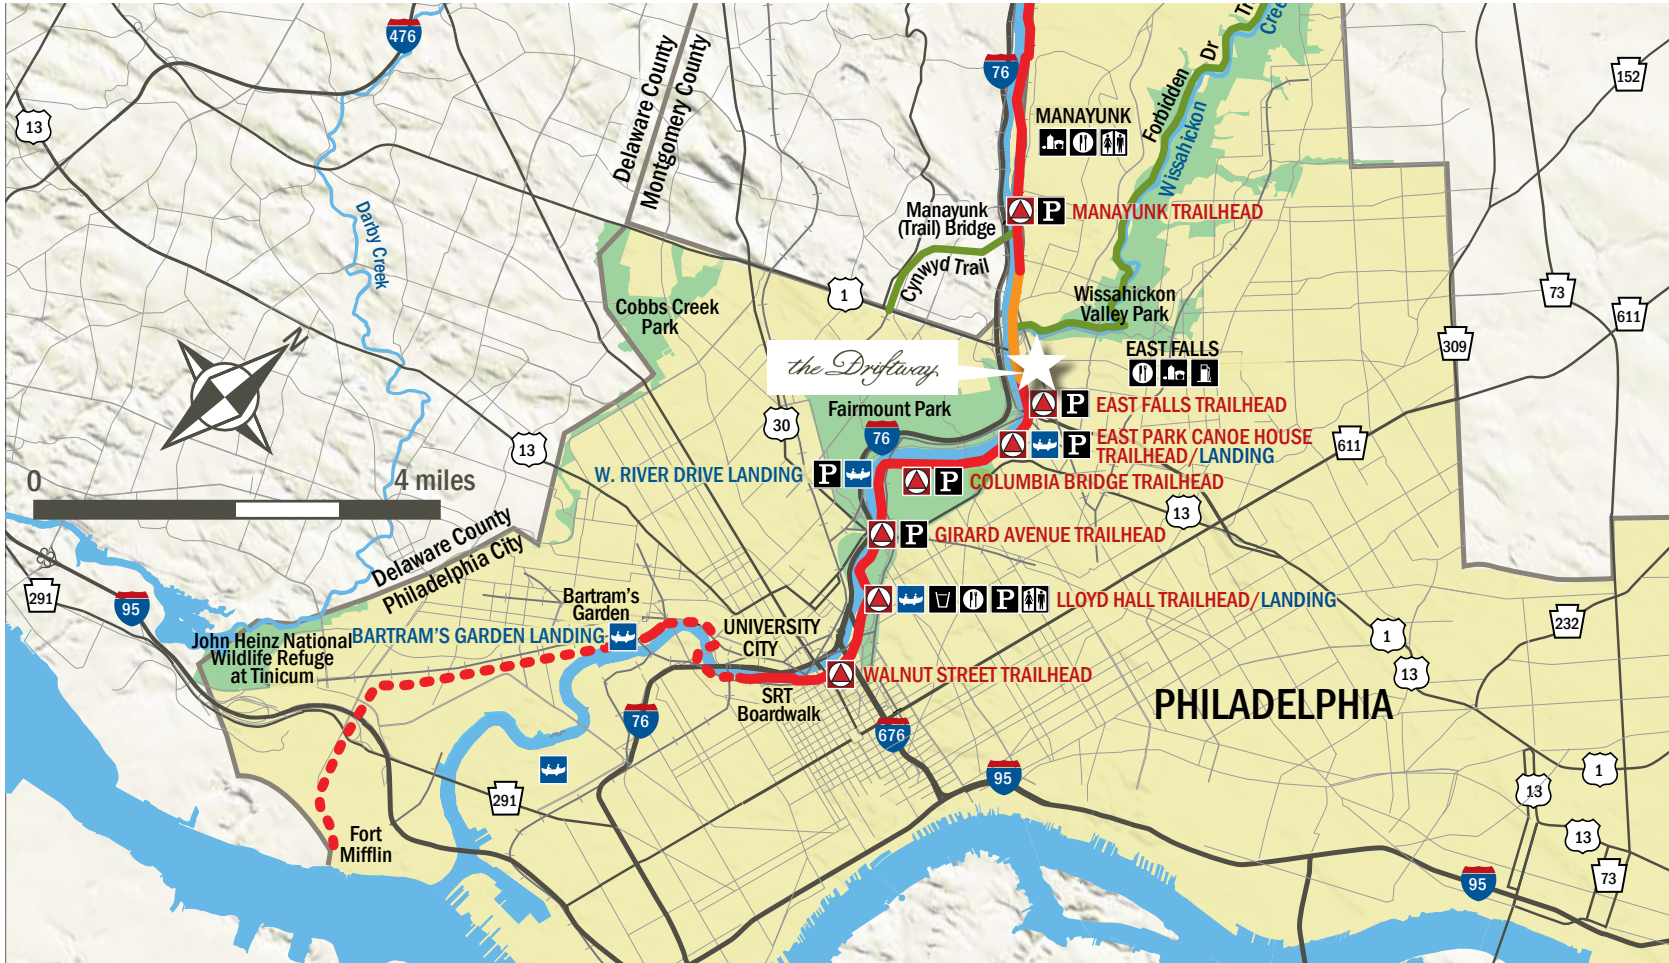 476
13
Delaware County
Montgomery County
76
MANAYUNK
Forbidden Dr
Tr
Cree
Wissahickon
152
Darby Creek
Manayunk
(Trail) Bridge
P
MANAYUNK TRAILHEAD
Cynwyd Trail
1
73
611
309
Cobbs Creek
Park
Wissahickon
Valley Park
N
the Driftway
EAST FALLS
Fairmount Park
P
EAST FALLS TRAILHEAD
30
76
13
P
EAST PARK CANOE HOUSE
TRAILHEAD/LANDING
611
W. RIVER DRIVE LANDING
P
P
COLUMBIA BRIDGE TRAILHEAD
0
4 miles
13
P
GIRARD AVENUE TRAILHEAD
Delaware County
Philadelphia City
291
95
Bartram's
Garden
P
LLOYD HALL TRAILHEAD/LANDING
232
John Heinz National
Wildlife Refuge
at Tinicum
BARTRAM'S GARDEN LANDING
UNIVERSITY
CITY
1
13
WALNUT STREET TRAILHEAD
SRT
Boardwalk
PHILADELPHIA
76
676
291
95
1
13
13
73
95
Fort
Mifflin